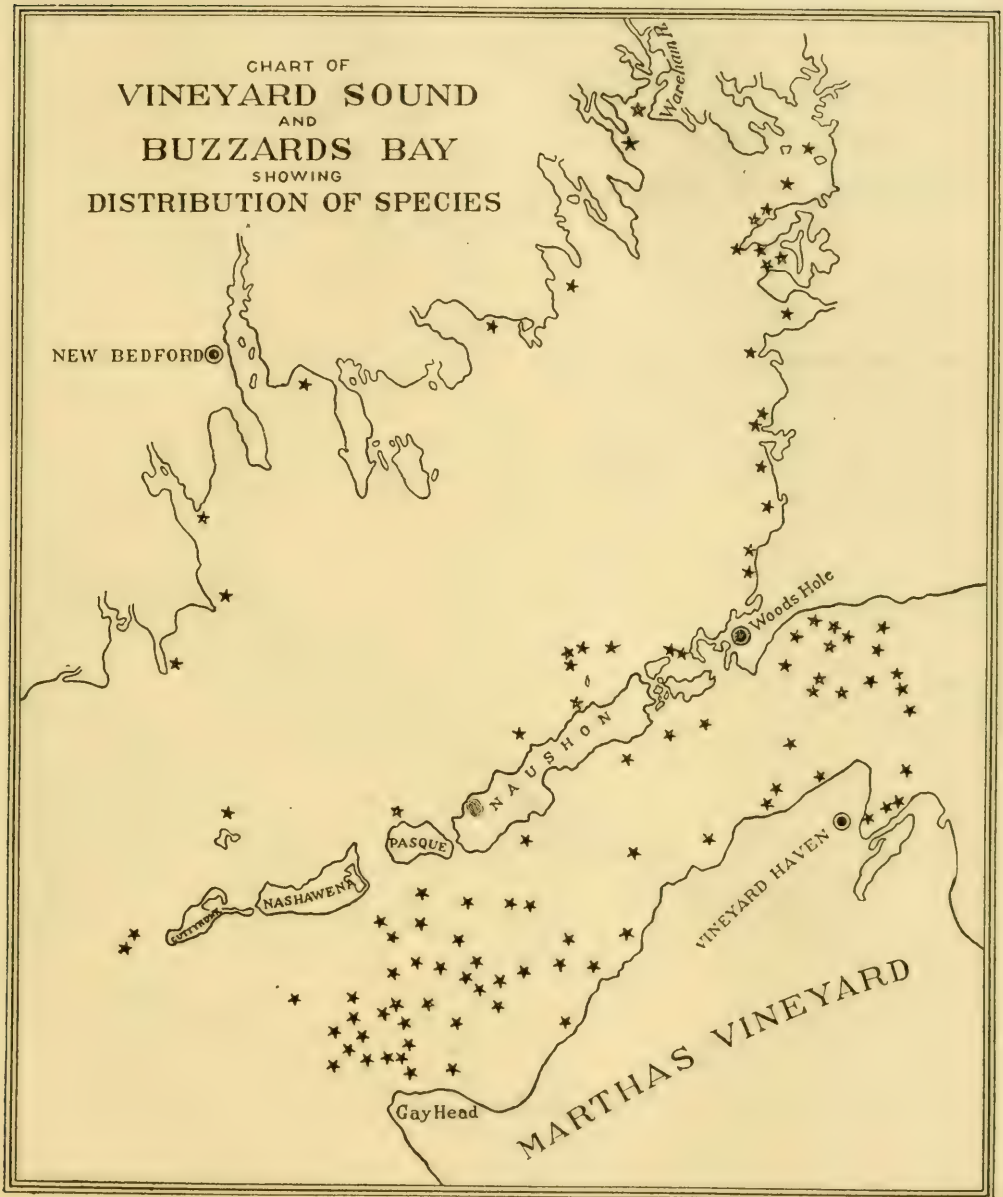 CHART OF
VINEYARD SOUND
AND
BUZZARDS BAY
SHOWING
DISTRIBUTION OF SPECIES
Wareham R.
NEW BEDFORD
Woods Hole
NAUSHON
PASQUE
NASHAWENA
CUTTYHUNK
VINEYARD HAVEN
MARTHAS VINEYARD
Gay Head